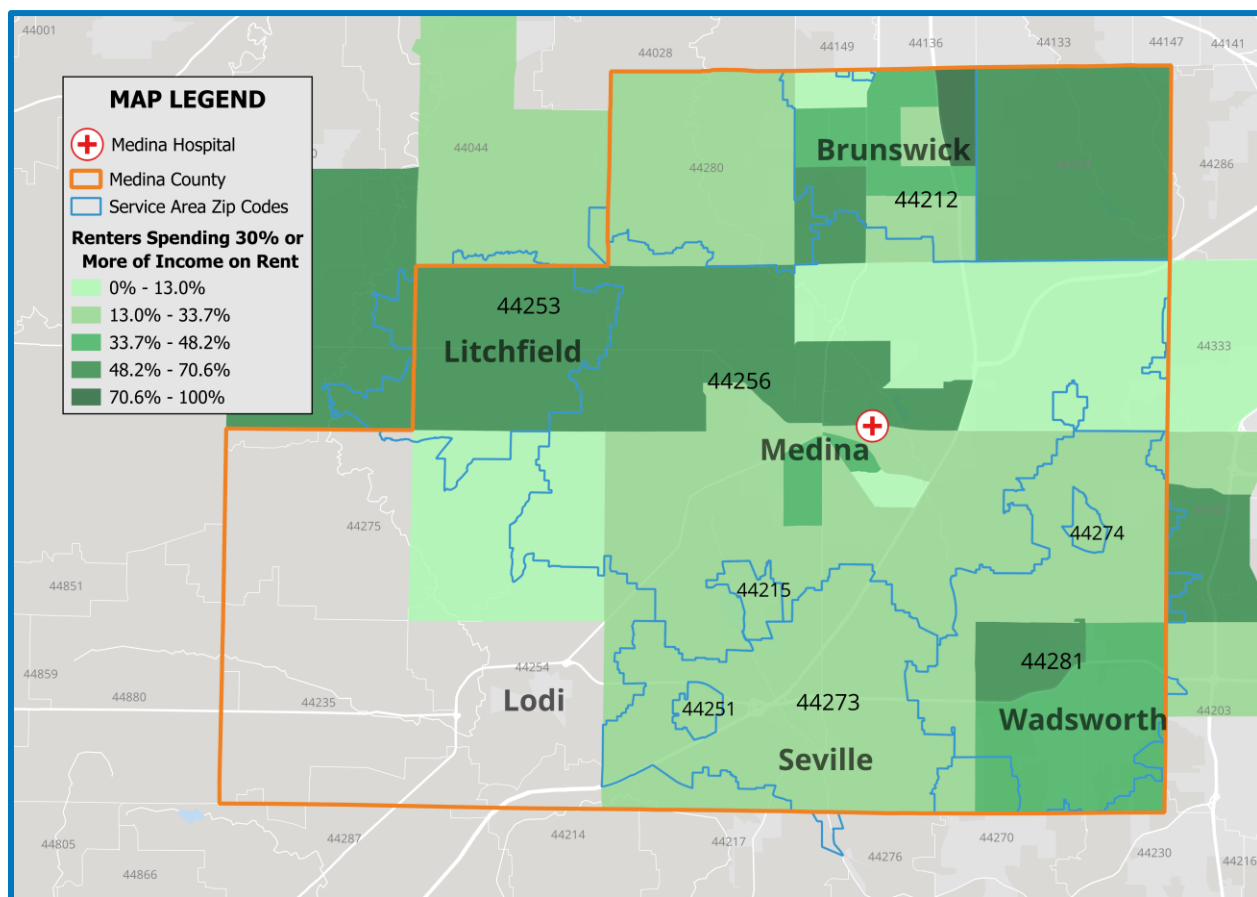 44001
44028
44149
44136
44133
44147
44141
MAP LEGEND
Medina Hospital
Medina County
Service Area Zip Codes
Renters Spending 30% or
More of Income on Rent
0% - 13.0%
13.0% - 33.7%
33.7% - 48.2%
48.2% - 70.6%
70.6% - 100%
44044
44280
Brunswick
44212
44286
44253
Litchfield
44256
44333
Medina
44275
44274
44851
44215
44281
44254
44859
44880
44235
Lodi
44251
44273
Wadsworth
44203
Seville
44805
44287
44214
44217
44276
44270
44230
44216
44866